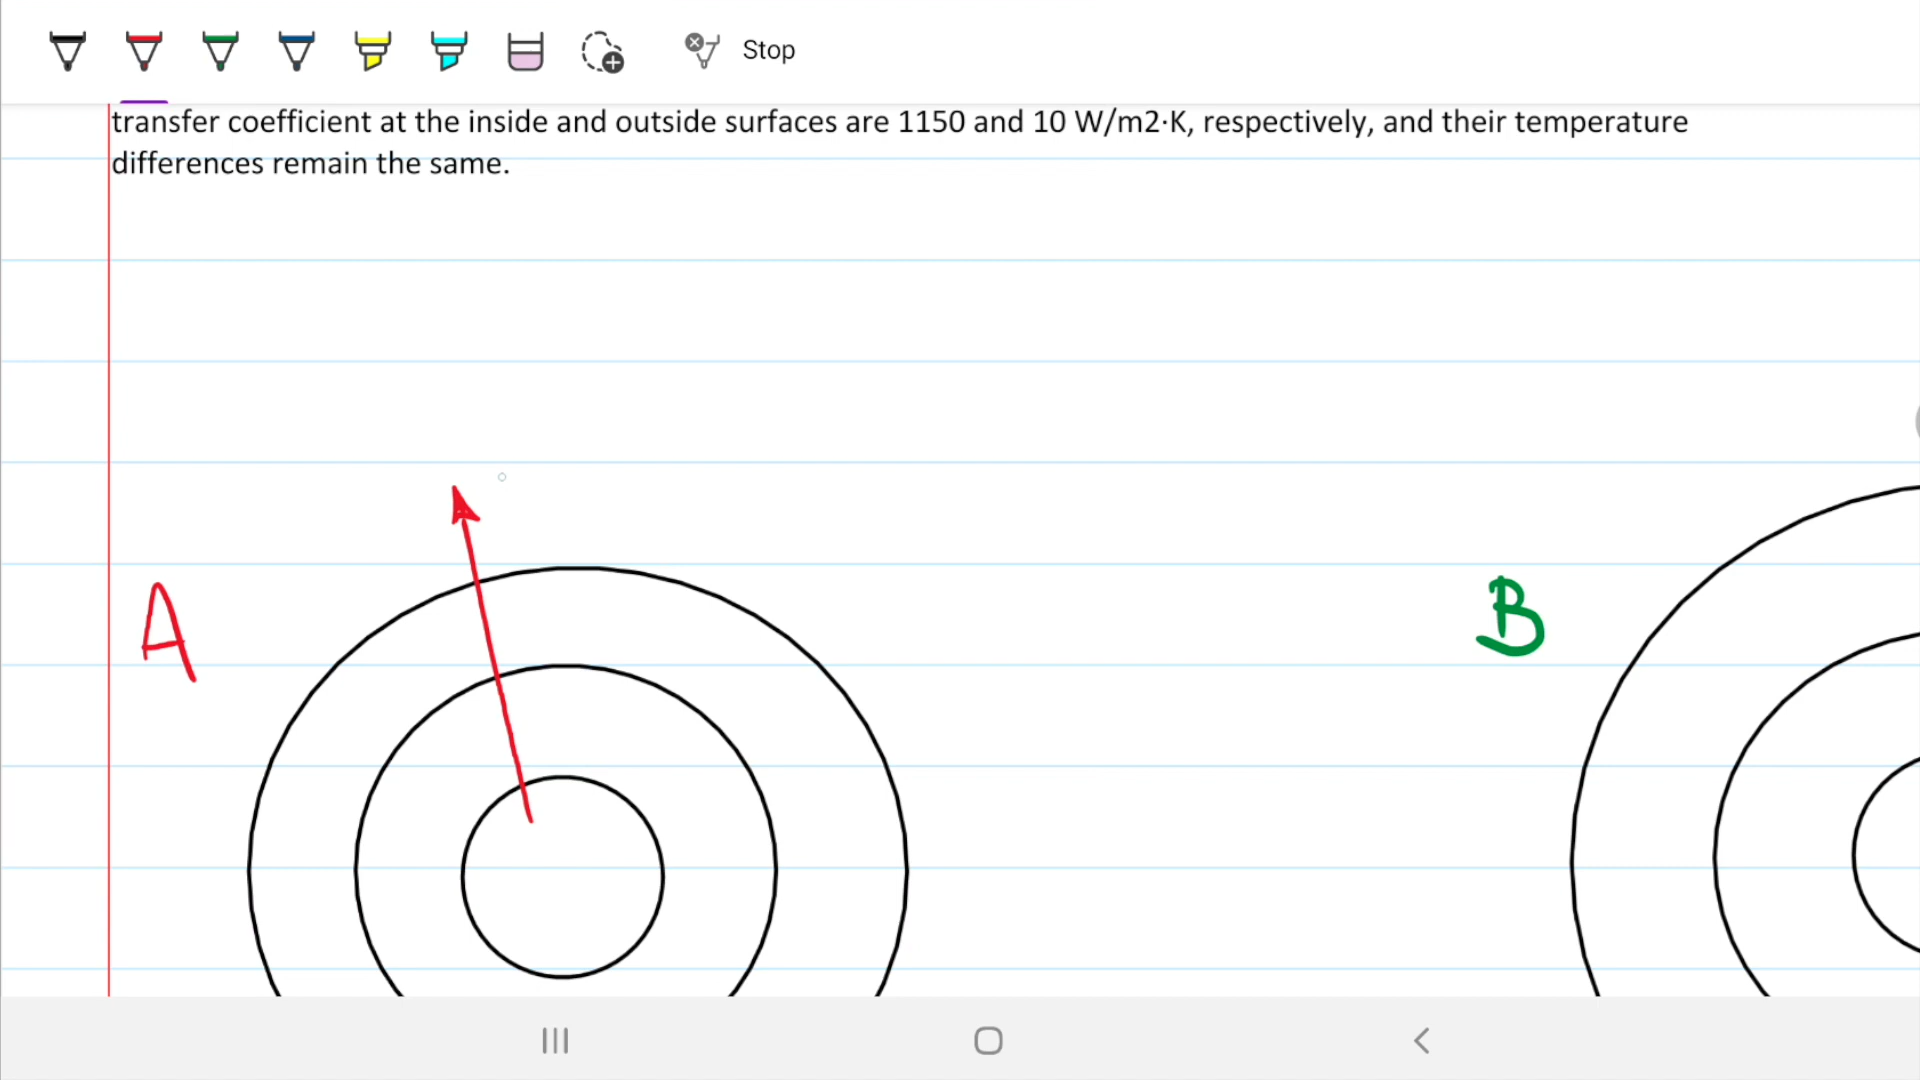 Stop
transfer coefficient at the inside and outside surfaces are 1150 and 10 W/m2·K, respectively, and their temperature
differences remain the same.
A
B